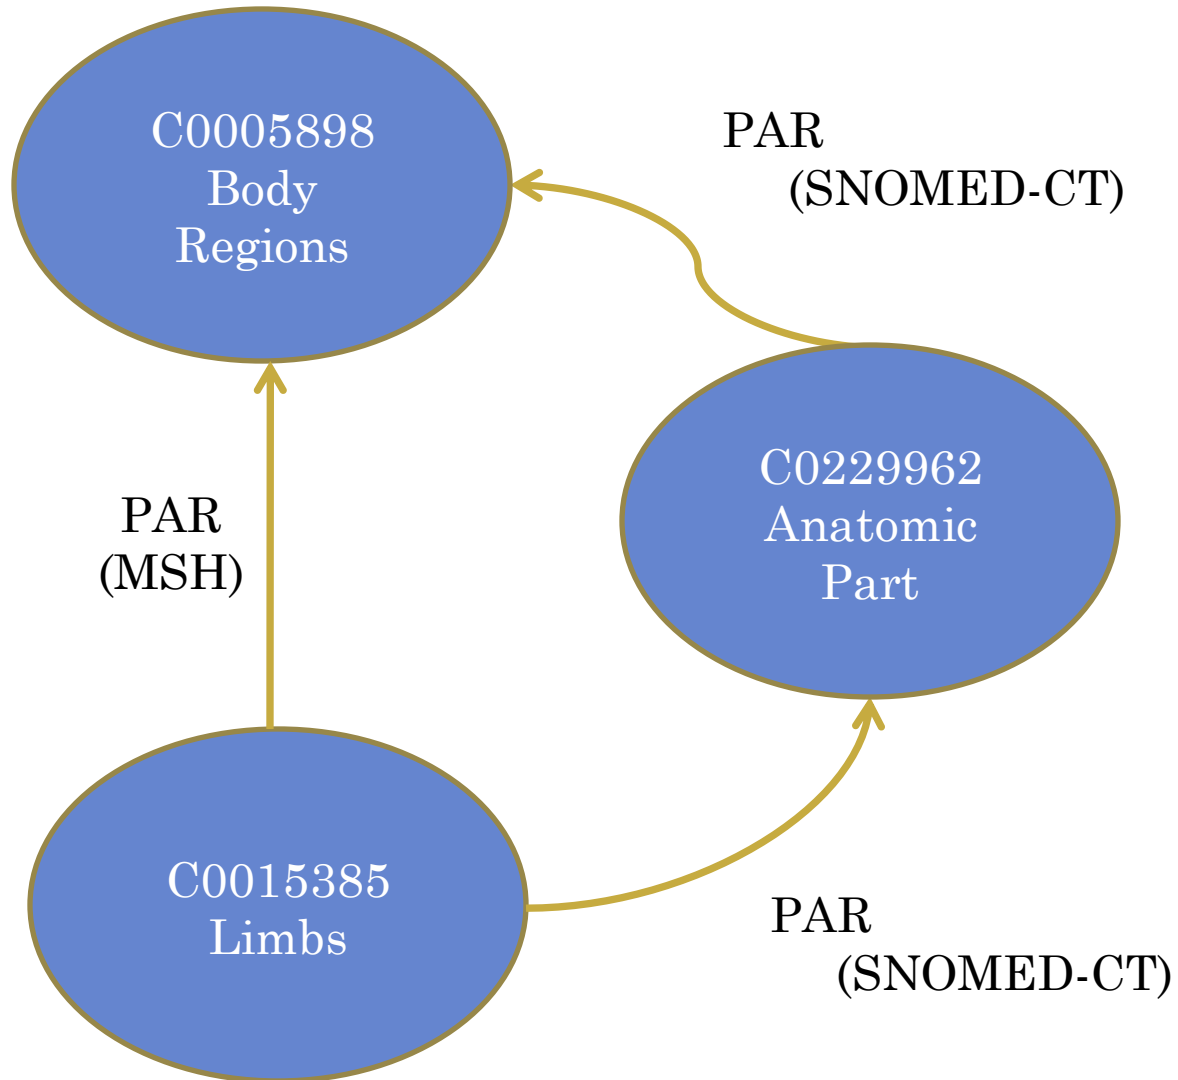 C0005898
Body
Regions
PAR
(SNOMED-CT)
C0229962
Anatomic
Part
PAR
(MSH)
C0015385
Limbs
PAR
(SNOMED-CT)